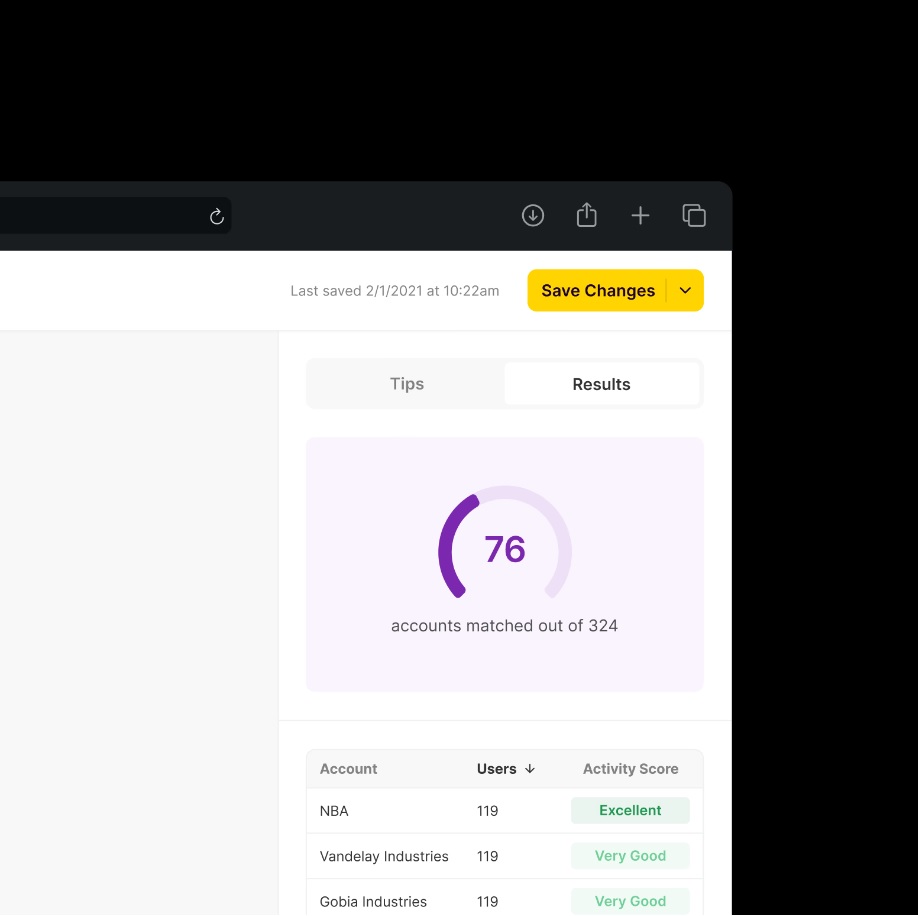 Last saved 2/1/2021 at 10:22am
Save Changes
Tips
Results
76
accounts matched out of 324
Account Users ↓ Activity Score
NBA 119 Excellent
Vandelay Industries 119 Very Good
Gobia Industries 119 Very Good